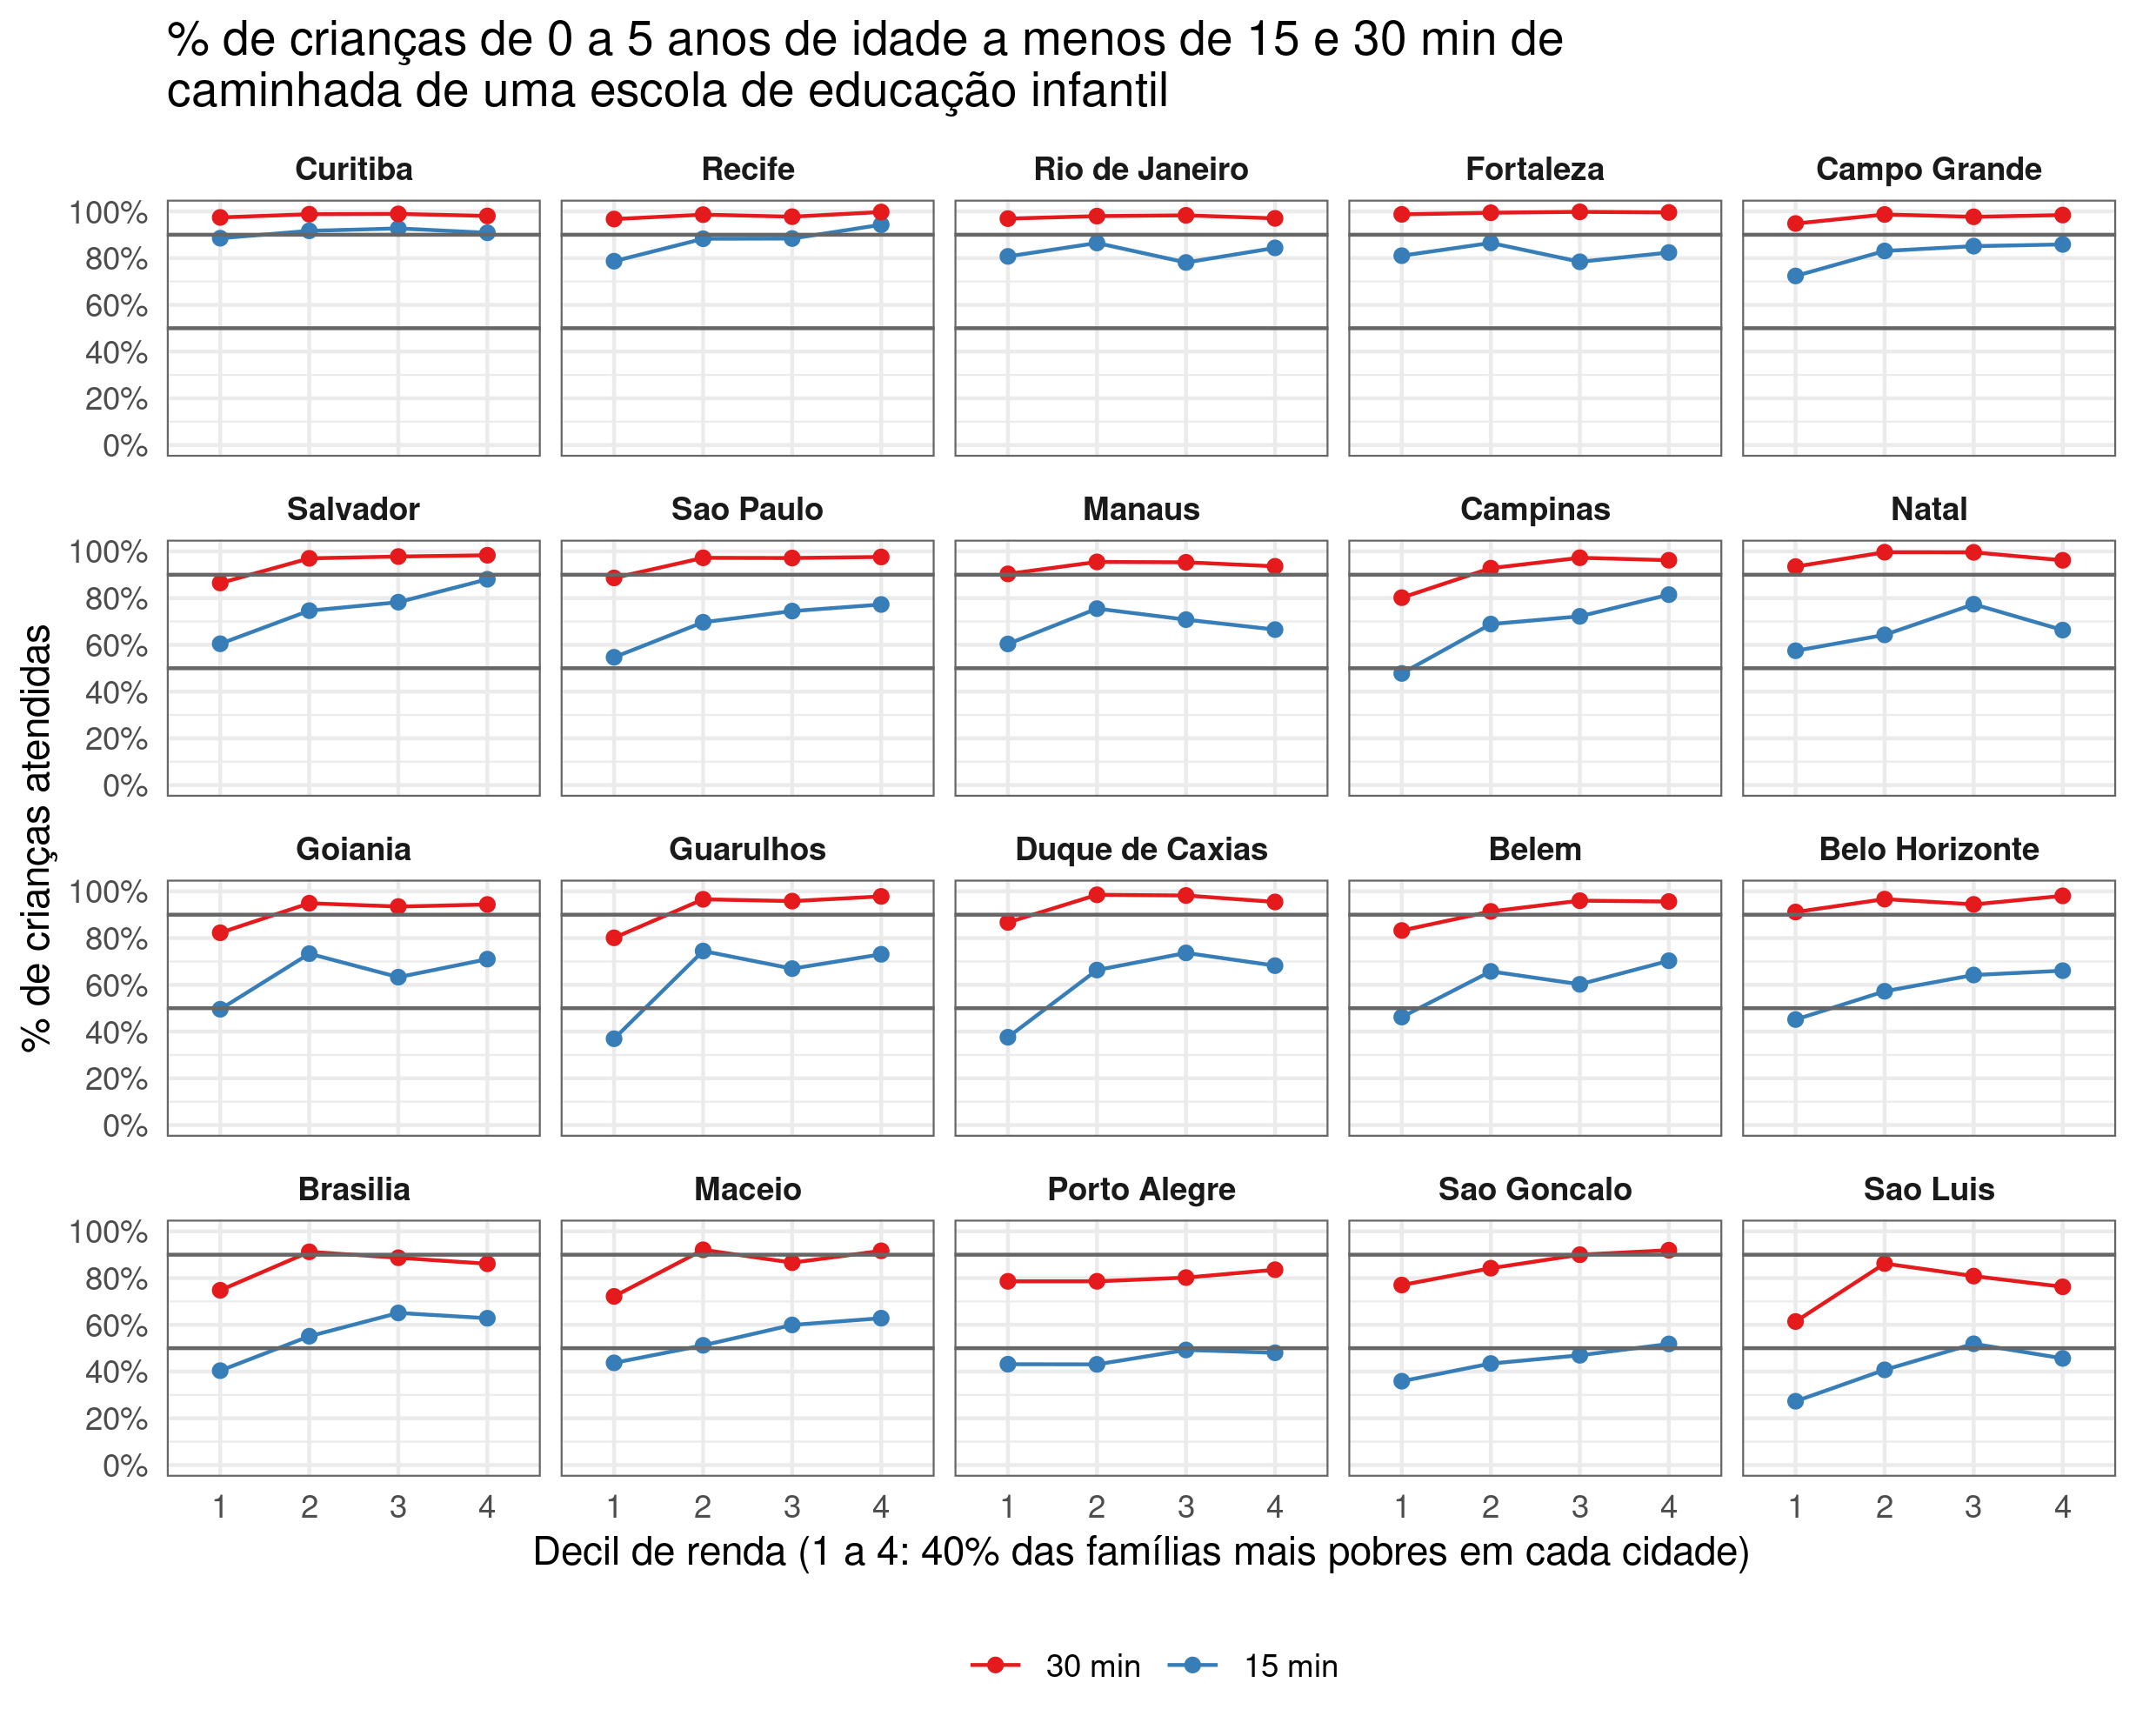 % de crianças de 0 a 5 anos de idade a menos de 15 e 30 min de
caminhada de uma escola de educação infantil
Curitiba
Recife
Rio de Janeiro
Fortaleza
Campo Grande
100%
80%
60%
40%
20%
0%
Salvador
Sao Paulo
Manaus
Campinas
Natal
100%
80%
60%
40%
20%
0%
% de crianças atendidas
Goiania
Guarulhos
Duque de Caxias
Belem
Belo Horizonte
100%
80%
60%
40%
20%
0%
Brasilia
Maceio
Porto Alegre
Sao Goncalo
Sao Luis
100%
80%
60%
40%
20%
0%
1 2 3 4
1 2 3 4
1 2 3 4
1 2 3 4
1 2 3 4
Decil de renda (1 a 4: 40% das famílias mais pobres em cada cidade)
30 min
15 min